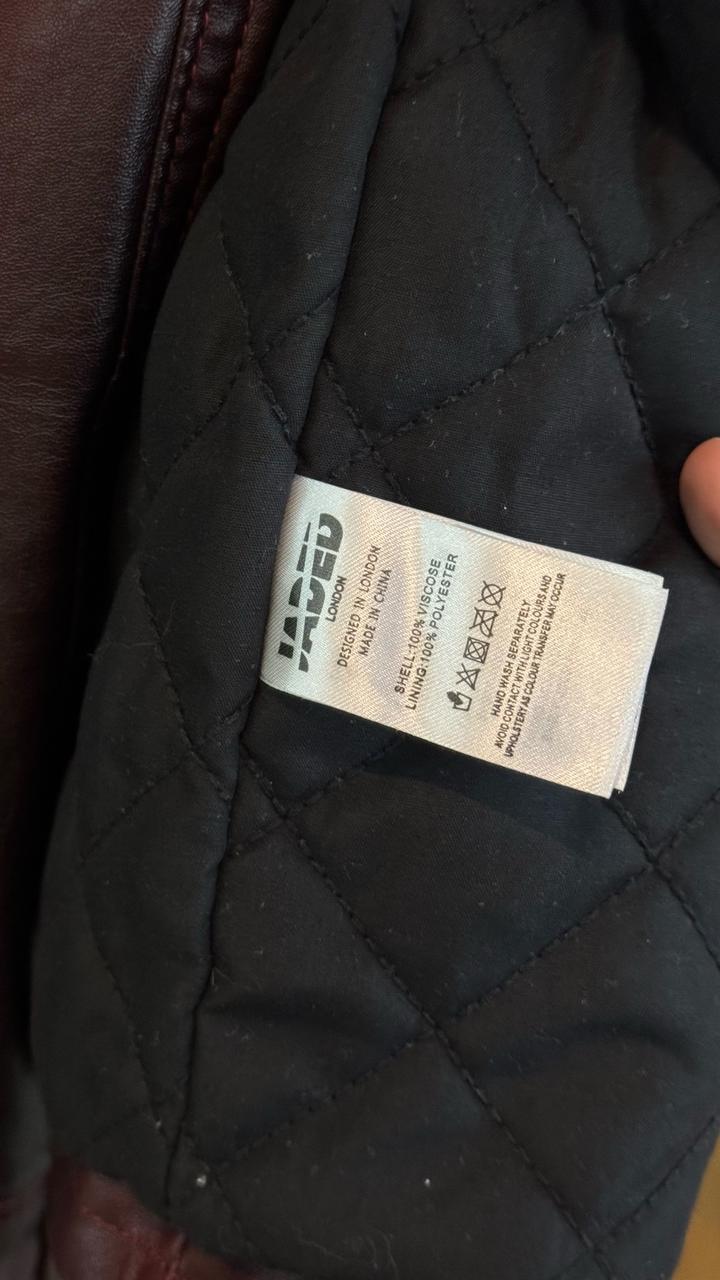 JADED
LONDON
DESIGNED IN LONDON
MADE IN CHINA
SHELL:100% VISCOSE
LINING:100% POLYESTER
HAND WASH SEPARATELY
AVOID CONTACT WITH LIGHT COLOURS AND
UPHOLSTERY AS COLOUR TRANSFER MAY OCCUR